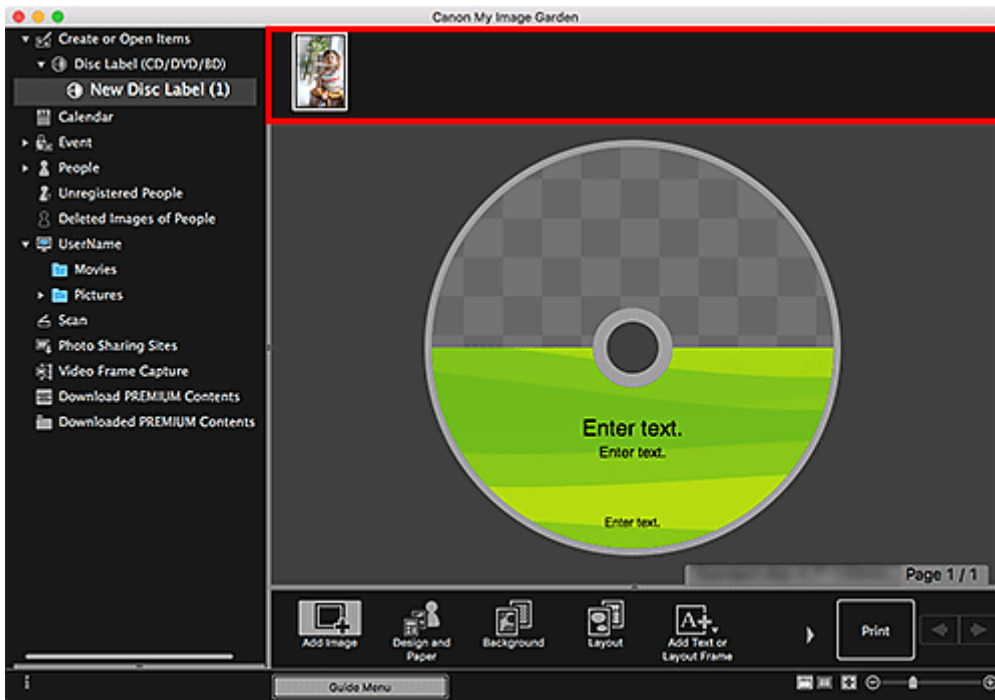 Canon My Image Garden
Create or Open Items
Disc Label (CD/DVD/BD)
New Disc Label (1)
Calendar
Event
People
Unregistered People
Deleted Images of People
UserName
Movies
Pictures
Scan
Photo Sharing Sites
Video Frame Capture
Download PREMIUM Contents
Downloaded PREMIUM Contents
Enter text.
Enter text.
Enter text.
Page 1 / 1
Add Image
Design and
Paper
Background
Layout
Add Text or
Layout Frame
Print
Guide Menu